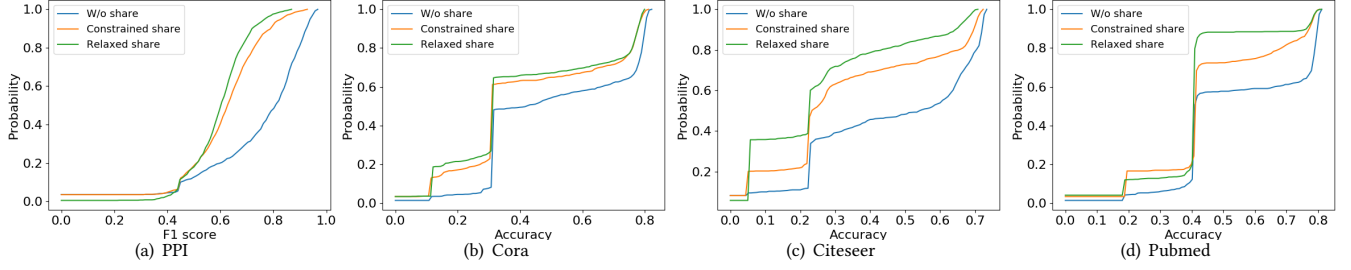 W/o share
Constrained share
Relaxed share
Probability
1.0
0.8
0.6
0.4
0.2
0.0
0.0 0.2 0.4 0.6 0.8 1.0
F1 score
(a) PPI
W/o share
Constrained share
Relaxed share
Probability
1.0
0.8
0.6
0.4
0.2
0.0
0.0 0.2 0.4 0.6 0.8
Accuracy
(b) Cora
W/o share
Constrained share
Relaxed share
Probability
1.0
0.8
0.6
0.4
0.2
0.0 0.1 0.2 0.3 0.4 0.5 0.6 0.7
Accuracy
(c) Citeseer
W/o share
Constrained share
Relaxed share
Probability
1.0
0.8
0.6
0.4
0.2
0.0
0.0 0.1 0.2 0.3 0.4 0.5 0.6 0.7 0.8
Accuracy
(d) Pubmed